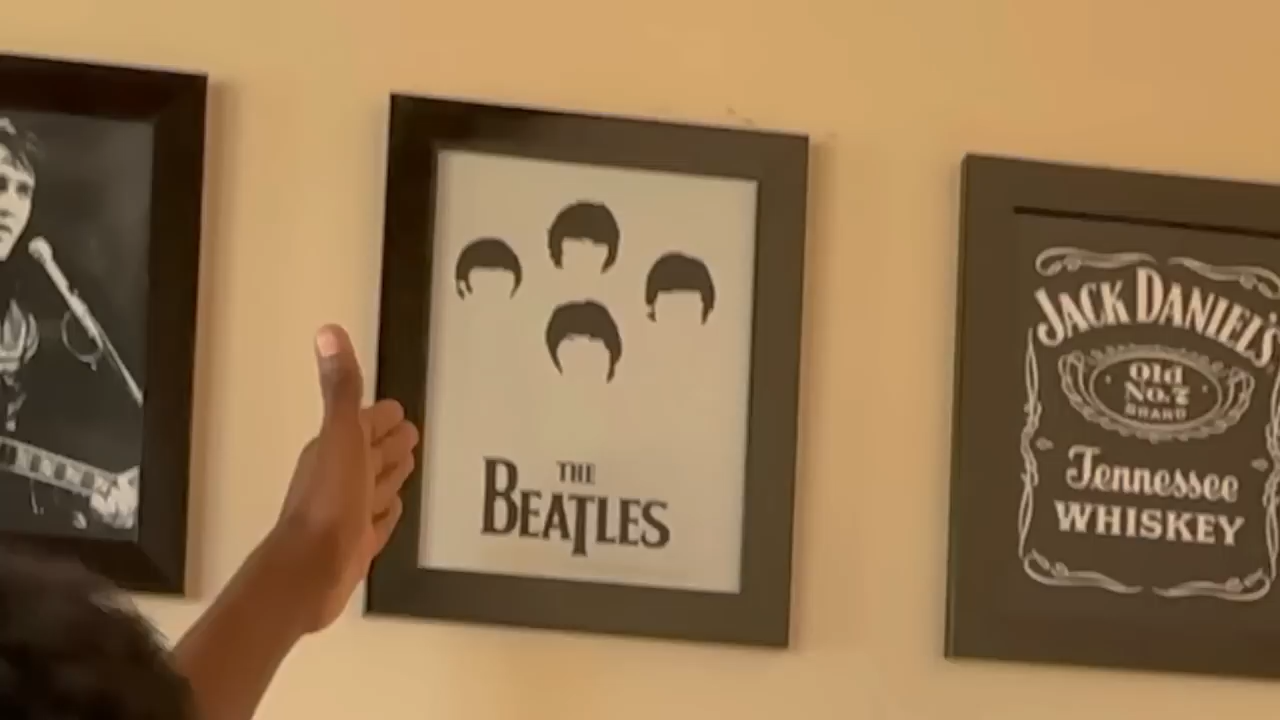 THE
BEATLES
JACK DANIEL'S
Old
No.7
BRAND
Tennessee
WHISKEY